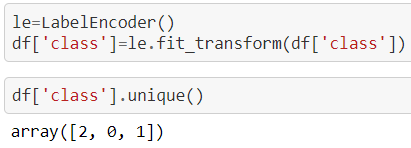 le=LabelEncoder()
df['class']=le.fit_transform(df['class'])
df['class'].unique()
array([2, 0, 1])